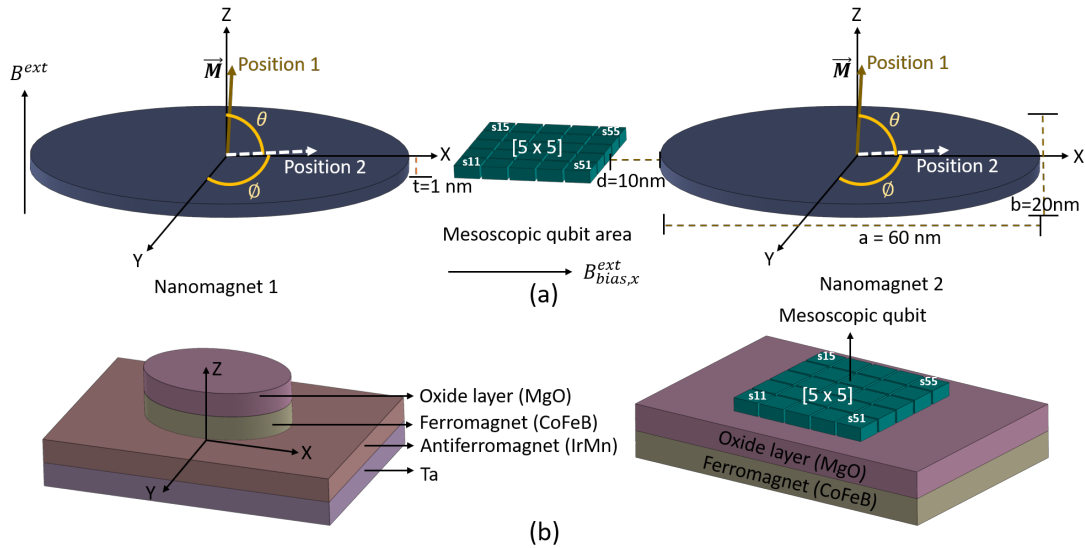 (a)
Z
M Position 1
B^ext
θ
Position 2
X
t=1 nm
Ø
Y
Nanomagnet 1
s15
s55
[5 x 5]
s11
s51
d=10nm
Mesoscopic qubit area
B^ext_bias,x
(a)
Z
M Position 1
θ
Position 2
X
Ø
Y
b=20nm
a = 60 nm
Nanomagnet 2
Z
X
Y
Oxide layer (MgO)
Ferromagnet (CoFeB)
Antiferromagnet (IrMn)
Ta
Mesoscopic qubit
s15
s55
[5 x 5]
s11
s51
Oxide layer (MgO)
Ferromagnet (CoFeB)
(b)